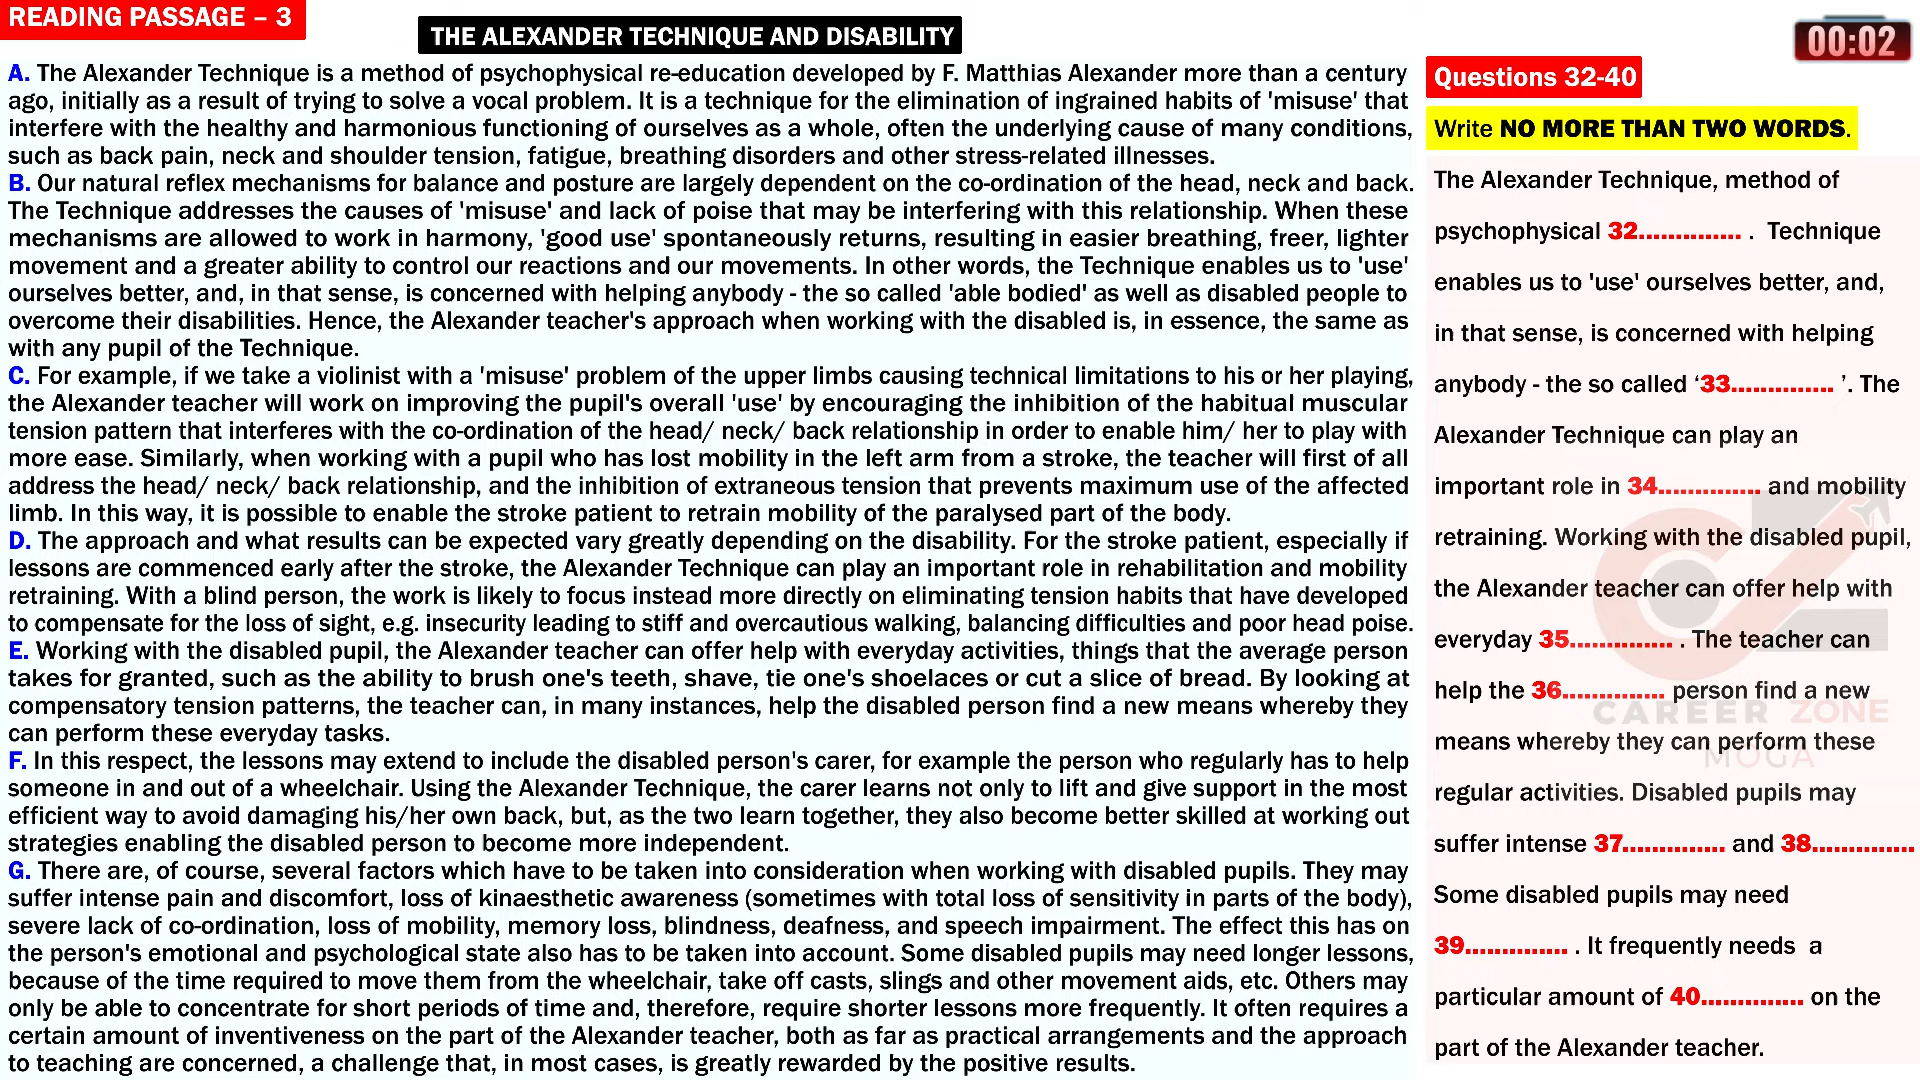 READING PASSAGE – 3
THE ALEXANDER TECHNIQUE AND DISABILITY
00:02
A. The Alexander Technique is a method of psychophysical re-education developed by F. Matthias Alexander more than a century
ago, initially as a result of trying to solve a vocal problem. It is a technique for the elimination of ingrained habits of 'misuse' that
interfere with the healthy and harmonious functioning of ourselves as a whole, often the underlying cause of many conditions,
such as back pain, neck and shoulder tension, fatigue, breathing disorders and other stress-related illnesses.
B. Our natural reflex mechanisms for balance and posture are largely dependent on the co-ordination of the head, neck and back.
The Technique addresses the causes of 'misuse' and lack of poise that may be interfering with this relationship. When these
mechanisms are allowed to work in harmony, 'good use' spontaneously returns, resulting in easier breathing, freer, lighter
movement and a greater ability to control our reactions and our movements. In other words, the Technique enables us to 'use'
ourselves better, and, in that sense, is concerned with helping anybody - the so called 'able bodied' as well as disabled people to
overcome their disabilities. Hence, the Alexander teacher's approach when working with the disabled is, in essence, the same as
with any pupil of the Technique.
C. For example, if we take a violinist with a 'misuse' problem of the upper limbs causing technical limitations to his or her playing,
the Alexander teacher will work on improving the pupil's overall 'use' by encouraging the inhibition of the habitual muscular
tension pattern that interferes with the co-ordination of the head/ neck/ back relationship in order to enable him/ her to play with
more ease. Similarly, when working with a pupil who has lost mobility in the left arm from a stroke, the teacher will first of all
address the head/ neck/ back relationship, and the inhibition of extraneous tension that prevents maximum use of the affected
limb. In this way, it is possible to enable the stroke patient to retrain mobility of the paralysed part of the body.
D. The approach and what results can be expected vary greatly depending on the disability. For the stroke patient, especially if
lessons are commenced early after the stroke, the Alexander Technique can play an important role in rehabilitation and mobility
retraining. With a blind person, the work is likely to focus instead more directly on eliminating tension habits that have developed
to compensate for the loss of sight, e.g. insecurity leading to stiff and overcautious walking, balancing difficulties and poor head poise.
E. Working with the disabled pupil, the Alexander teacher can offer help with everyday activities, things that the average person
takes for granted, such as the ability to brush one's teeth, shave, tie one's shoelaces or cut a slice of bread. By looking at
compensatory tension patterns, the teacher can, in many instances, help the disabled person find a new means whereby they
can perform these everyday tasks.
F. In this respect, the lessons may extend to include the disabled person's carer, for example the person who regularly has to help
someone in and out of a wheelchair. Using the Alexander Technique, the carer learns not only to lift and give support in the most
efficient way to avoid damaging his/her own back, but, as the two learn together, they also become better skilled at working out
strategies enabling the disabled person to become more independent.
G. There are, of course, several factors which have to be taken into consideration when working with disabled pupils. They may
suffer intense pain and discomfort, loss of kinaesthetic awareness (sometimes with total loss of sensitivity in parts of the body),
severe lack of co-ordination, loss of mobility, memory loss, blindness, deafness, and speech impairment. The effect this has on
the person's emotional and psychological state also has to be taken into account. Some disabled pupils may need longer lessons,
because of the time required to move them from the wheelchair, take off casts, slings and other movement aids, etc. Others may
only be able to concentrate for short periods of time and, therefore, require shorter lessons more frequently. It often requires a
certain amount of inventiveness on the part of the Alexander teacher, both as far as practical arrangements and the approach
to teaching are concerned, a challenge that, in most cases, is greatly rewarded by the positive results.
Questions 32-40
Write NO MORE THAN TWO WORDS.
The Alexander Technique, method of
psychophysical 32.............. . Technique
enables us to 'use' ourselves better, and,
in that sense, is concerned with helping
anybody - the so called ‘33.............. ’. The
Alexander Technique can play an
important role in 34.............. and mobility
retraining. Working with the disabled pupil,
the Alexander teacher can offer help with
everyday 35.............. . The teacher can
help the 36.............. person find a new
means whereby they can perform these
regular activities. Disabled pupils may
suffer intense 37.............. and 38..............
Some disabled pupils may need
39.............. . It frequently needs a
particular amount of 40.............. on the
part of the Alexander teacher.
CAREER ZONE
MOGA